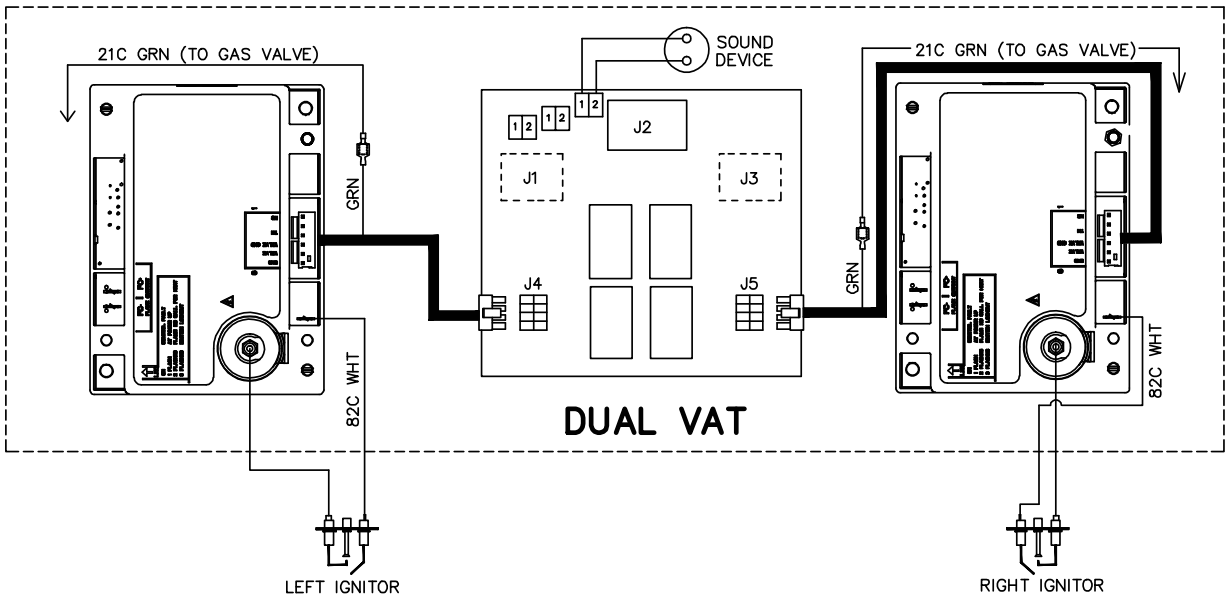 21C GRN (TO GAS VALVE)
SOUND
DEVICE
21C GRN (TO GAS VALVE)
1 2
1 2
1 2
J2
J1
J3
GRN
GRN
J4
J5
82C WHT
82C WHT
DUAL VAT
LEFT IGNITOR
RIGHT IGNITOR